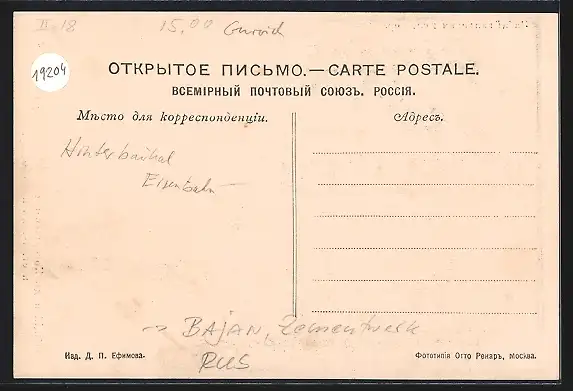 II 18
15.00
19204
ОТКРЫТОЕ ПИСЬМО.—CARTE POSTALE.
ВСЕМІРНЫЙ ПОЧТОВЫЙ СОЮЗЪ. РОССІЯ.
Мѣсто для корреспонденціи.
Адресъ.
Hinterbaikal
Eisenbahn
→ BAJAN, Zementwerk
RUS
Изд. Д. П. Ефимова.
Фототипія Отто Ренаръ, Москва.